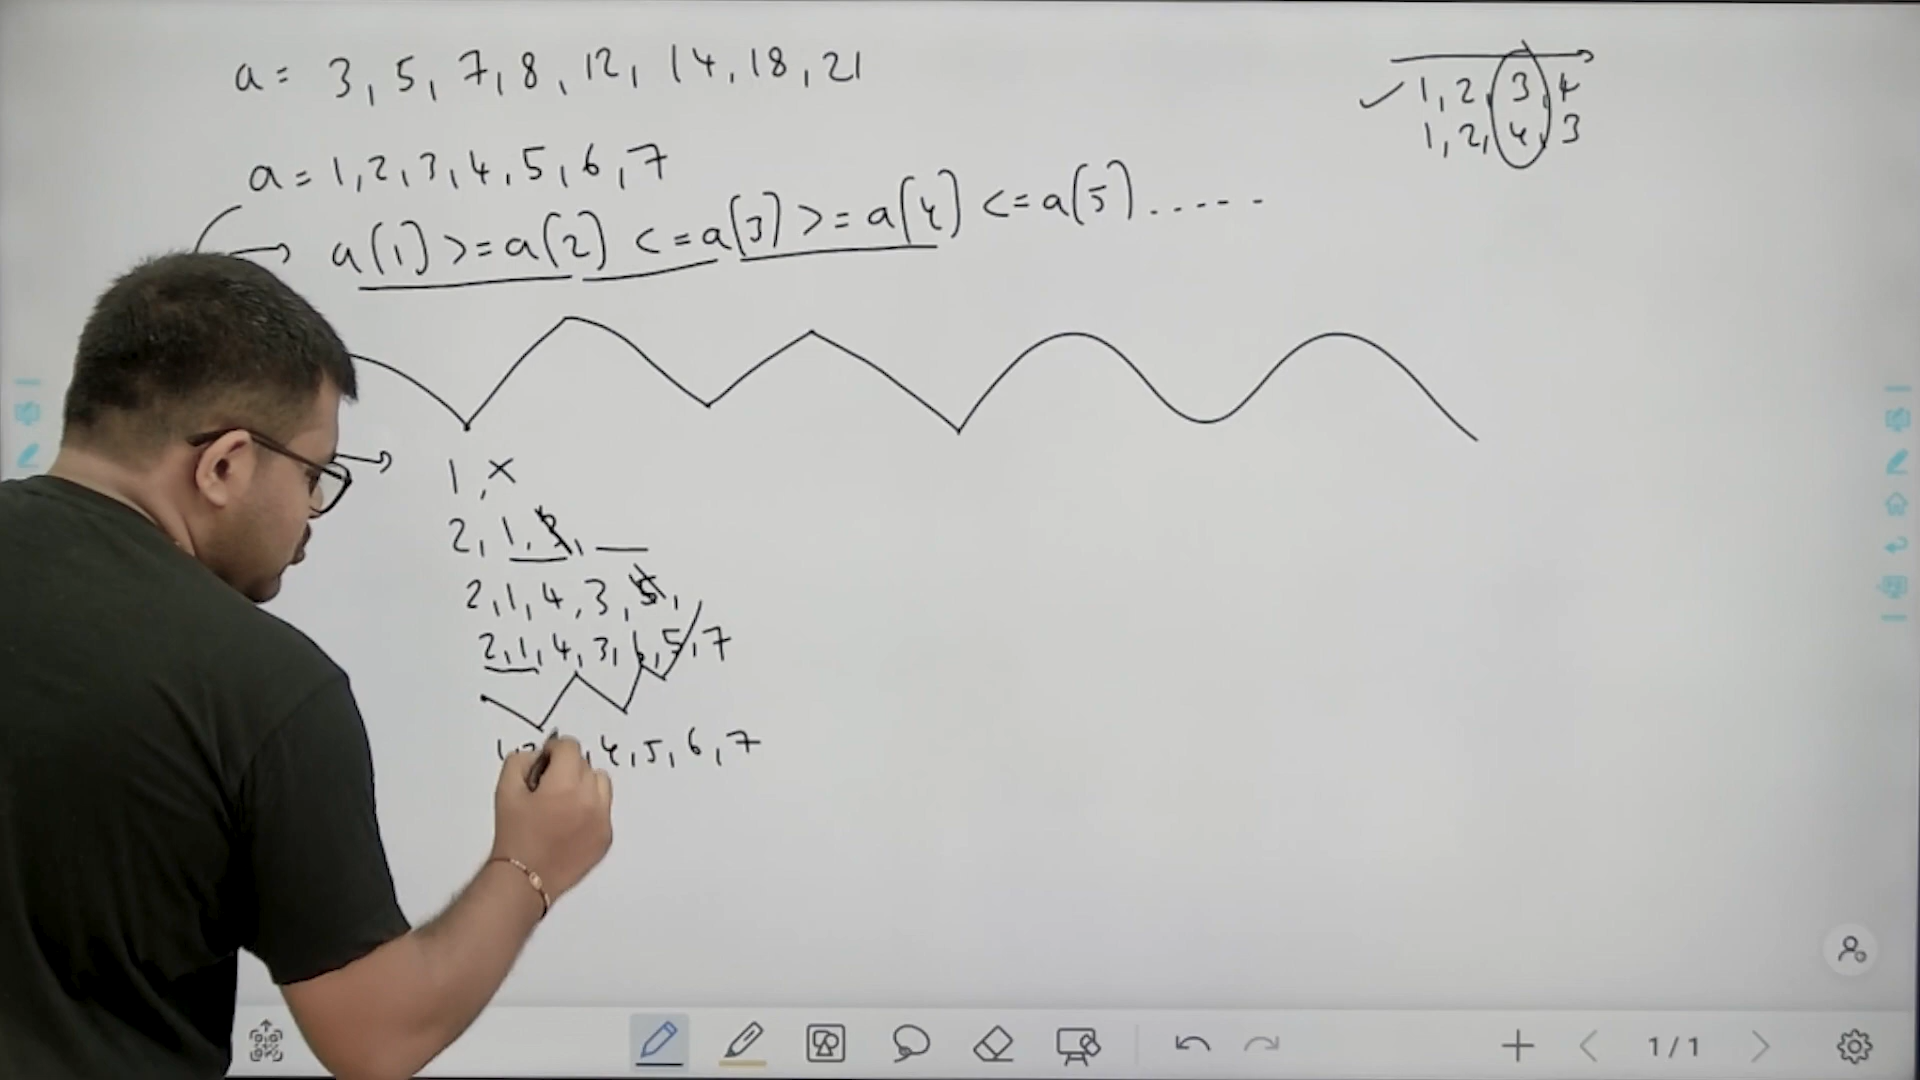 a = 3, 5, 7, 8, 12, 14, 18, 21
1, 2, 3, 4
1, 2, 4, 3
a = 1, 2, 3, 4, 5, 6, 7
a(1) >= a(2) <= a(3) >= a(4) <= a(5) . . . . .
1, x
2, 1,
2, 1, 4, 3,
2, 1, 4, 3, 6, 5, 7
4, 5, 6, 7
1 / 1